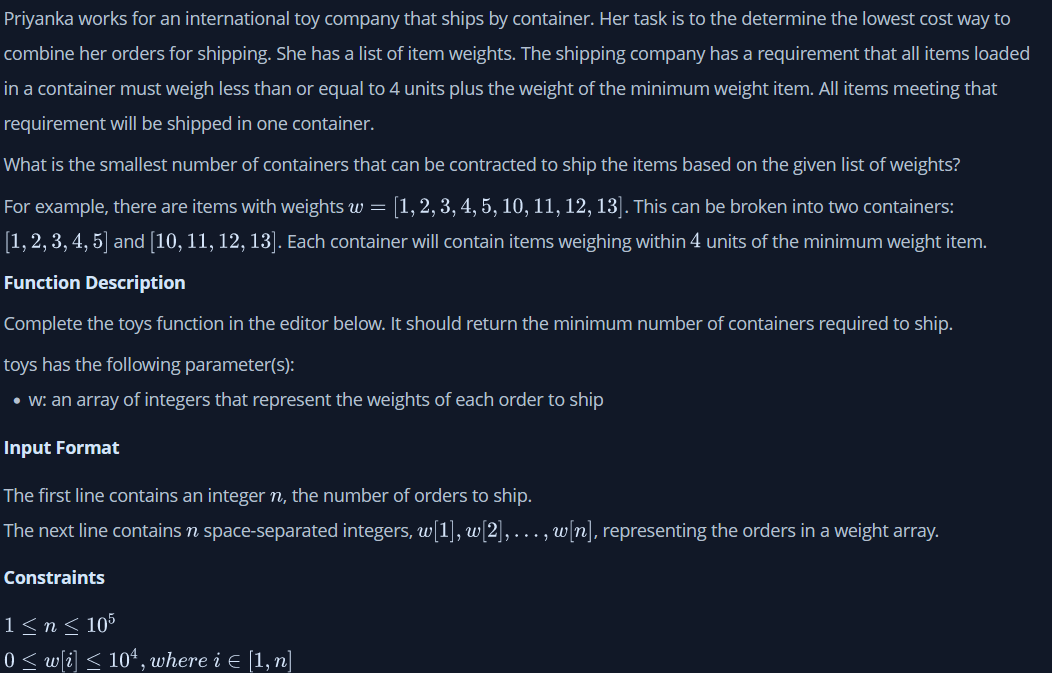 Priyanka works for an international toy company that ships by container. Her task is to the determine the lowest cost way to
combine her orders for shipping. She has a list of item weights. The shipping company has a requirement that all items loaded
in a container must weigh less than or equal to 4 units plus the weight of the minimum weight item. All items meeting that
requirement will be shipped in one container.
What is the smallest number of containers that can be contracted to ship the items based on the given list of weights?
For example, there are items with weights w = [1, 2, 3, 4, 5, 10, 11, 12, 13]. This can be broken into two containers:
[1, 2, 3, 4, 5] and [10, 11, 12, 13]. Each container will contain items weighing within 4 units of the minimum weight item.
Function Description
Complete the toys function in the editor below. It should return the minimum number of containers required to ship.
toys has the following parameter(s):
• w: an array of integers that represent the weights of each order to ship
Input Format
The first line contains an integer n, the number of orders to ship.
The next line contains n space-separated integers, w[1], w[2], . . . , w[n], representing the orders in a weight array.
Constraints
1 ≤ n ≤ 10⁵
0 ≤ w[i] ≤ 10⁴, where i ∈ [1, n]